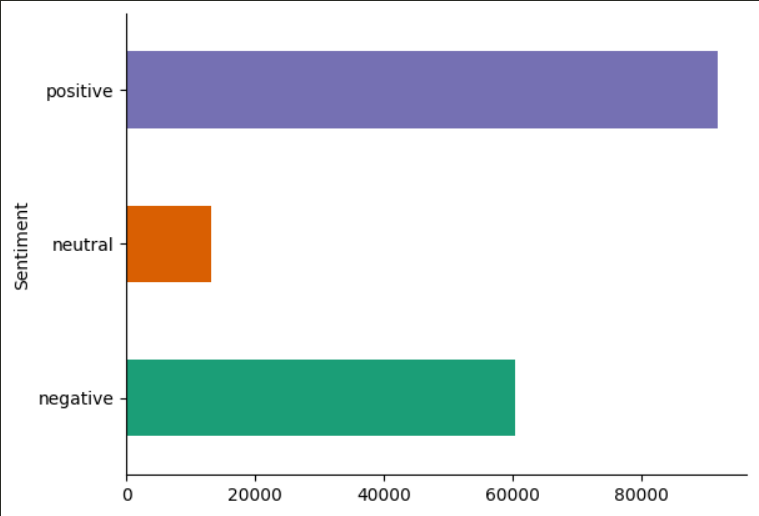 positive
neutral
negative
Sentiment
0 20000 40000 60000 80000